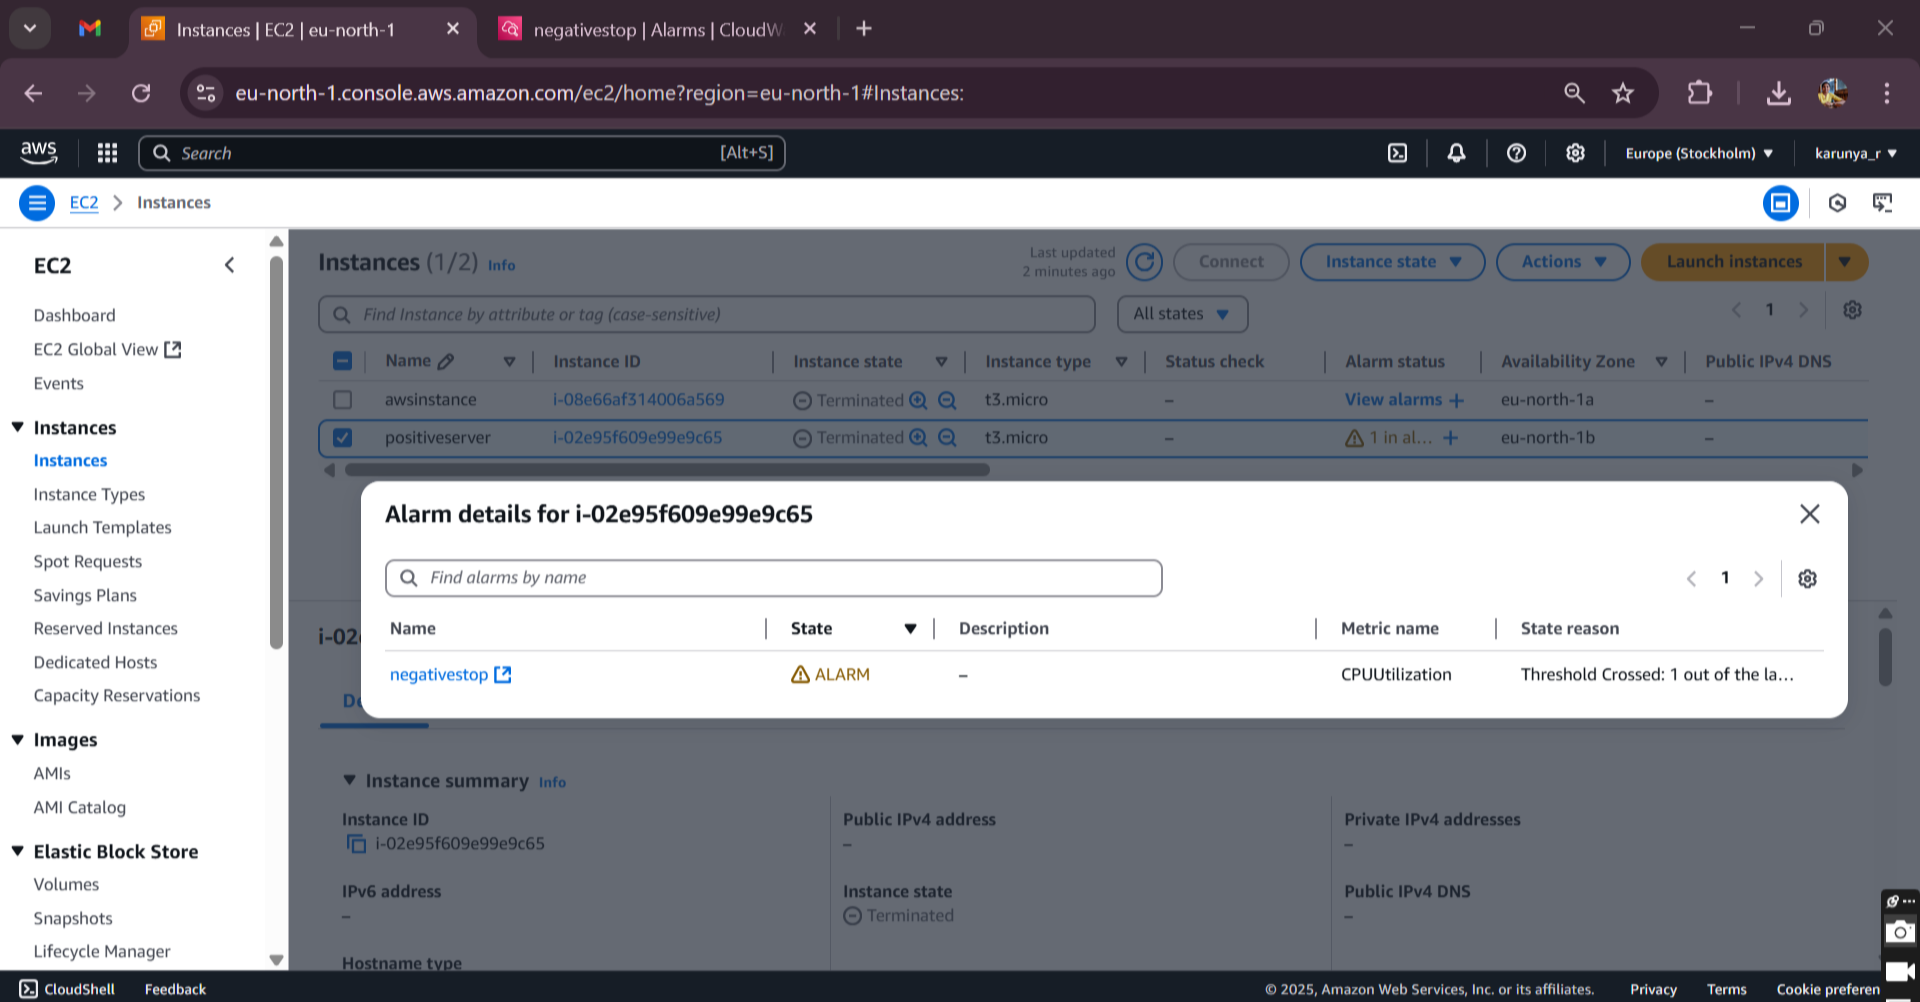 Instances | EC2 | eu-north-1
negativestop | Alarms | CloudW
eu-north-1.console.aws.amazon.com/ec2/home?region=eu-north-1#Instances:
aws
Search
[Alt+S]
Europe (Stockholm)
karunya_r
EC2
Instances
EC2
Dashboard
EC2 Global View
Events
Instances
Instances
Instance Types
Launch Templates
Spot Requests
Savings Plans
Reserved Instances
Dedicated Hosts
Capacity Reservations
Images
AMIs
AMI Catalog
Elastic Block Store
Volumes
Snapshots
Lifecycle Manager
Instances (1/2) Info
Last updated
2 minutes ago
Connect
Instance state
Actions
Launch instances
Find Instance by attribute or tag (case-sensitive)
All states
1
Name Instance ID Instance state Instance type Status check Alarm status Availability Zone Public IPv4 DNS
awsinstance i-08e66af314006a569 Terminated t3.micro – View alarms + eu-north-1a –
positiveserver i-02e95f609e99e9c65 Terminated t3.micro – 1 in al... + eu-north-1b –
Alarm details for i-02e95f609e99e9c65
Find alarms by name
1
Name State Description Metric name State reason
negativestop ALARM – CPUUtilization Threshold Crossed: 1 out of the la...
i-02
De
Instance summary Info
Instance ID
i-02e95f609e99e9c65
Public IPv4 address
–
Private IPv4 addresses
–
IPv6 address
–
Instance state
Terminated
Public IPv4 DNS
–
Hostname type
CloudShell
Feedback
© 2025, Amazon Web Services, Inc. or its affiliates.
Privacy
Terms
Cookie preferen